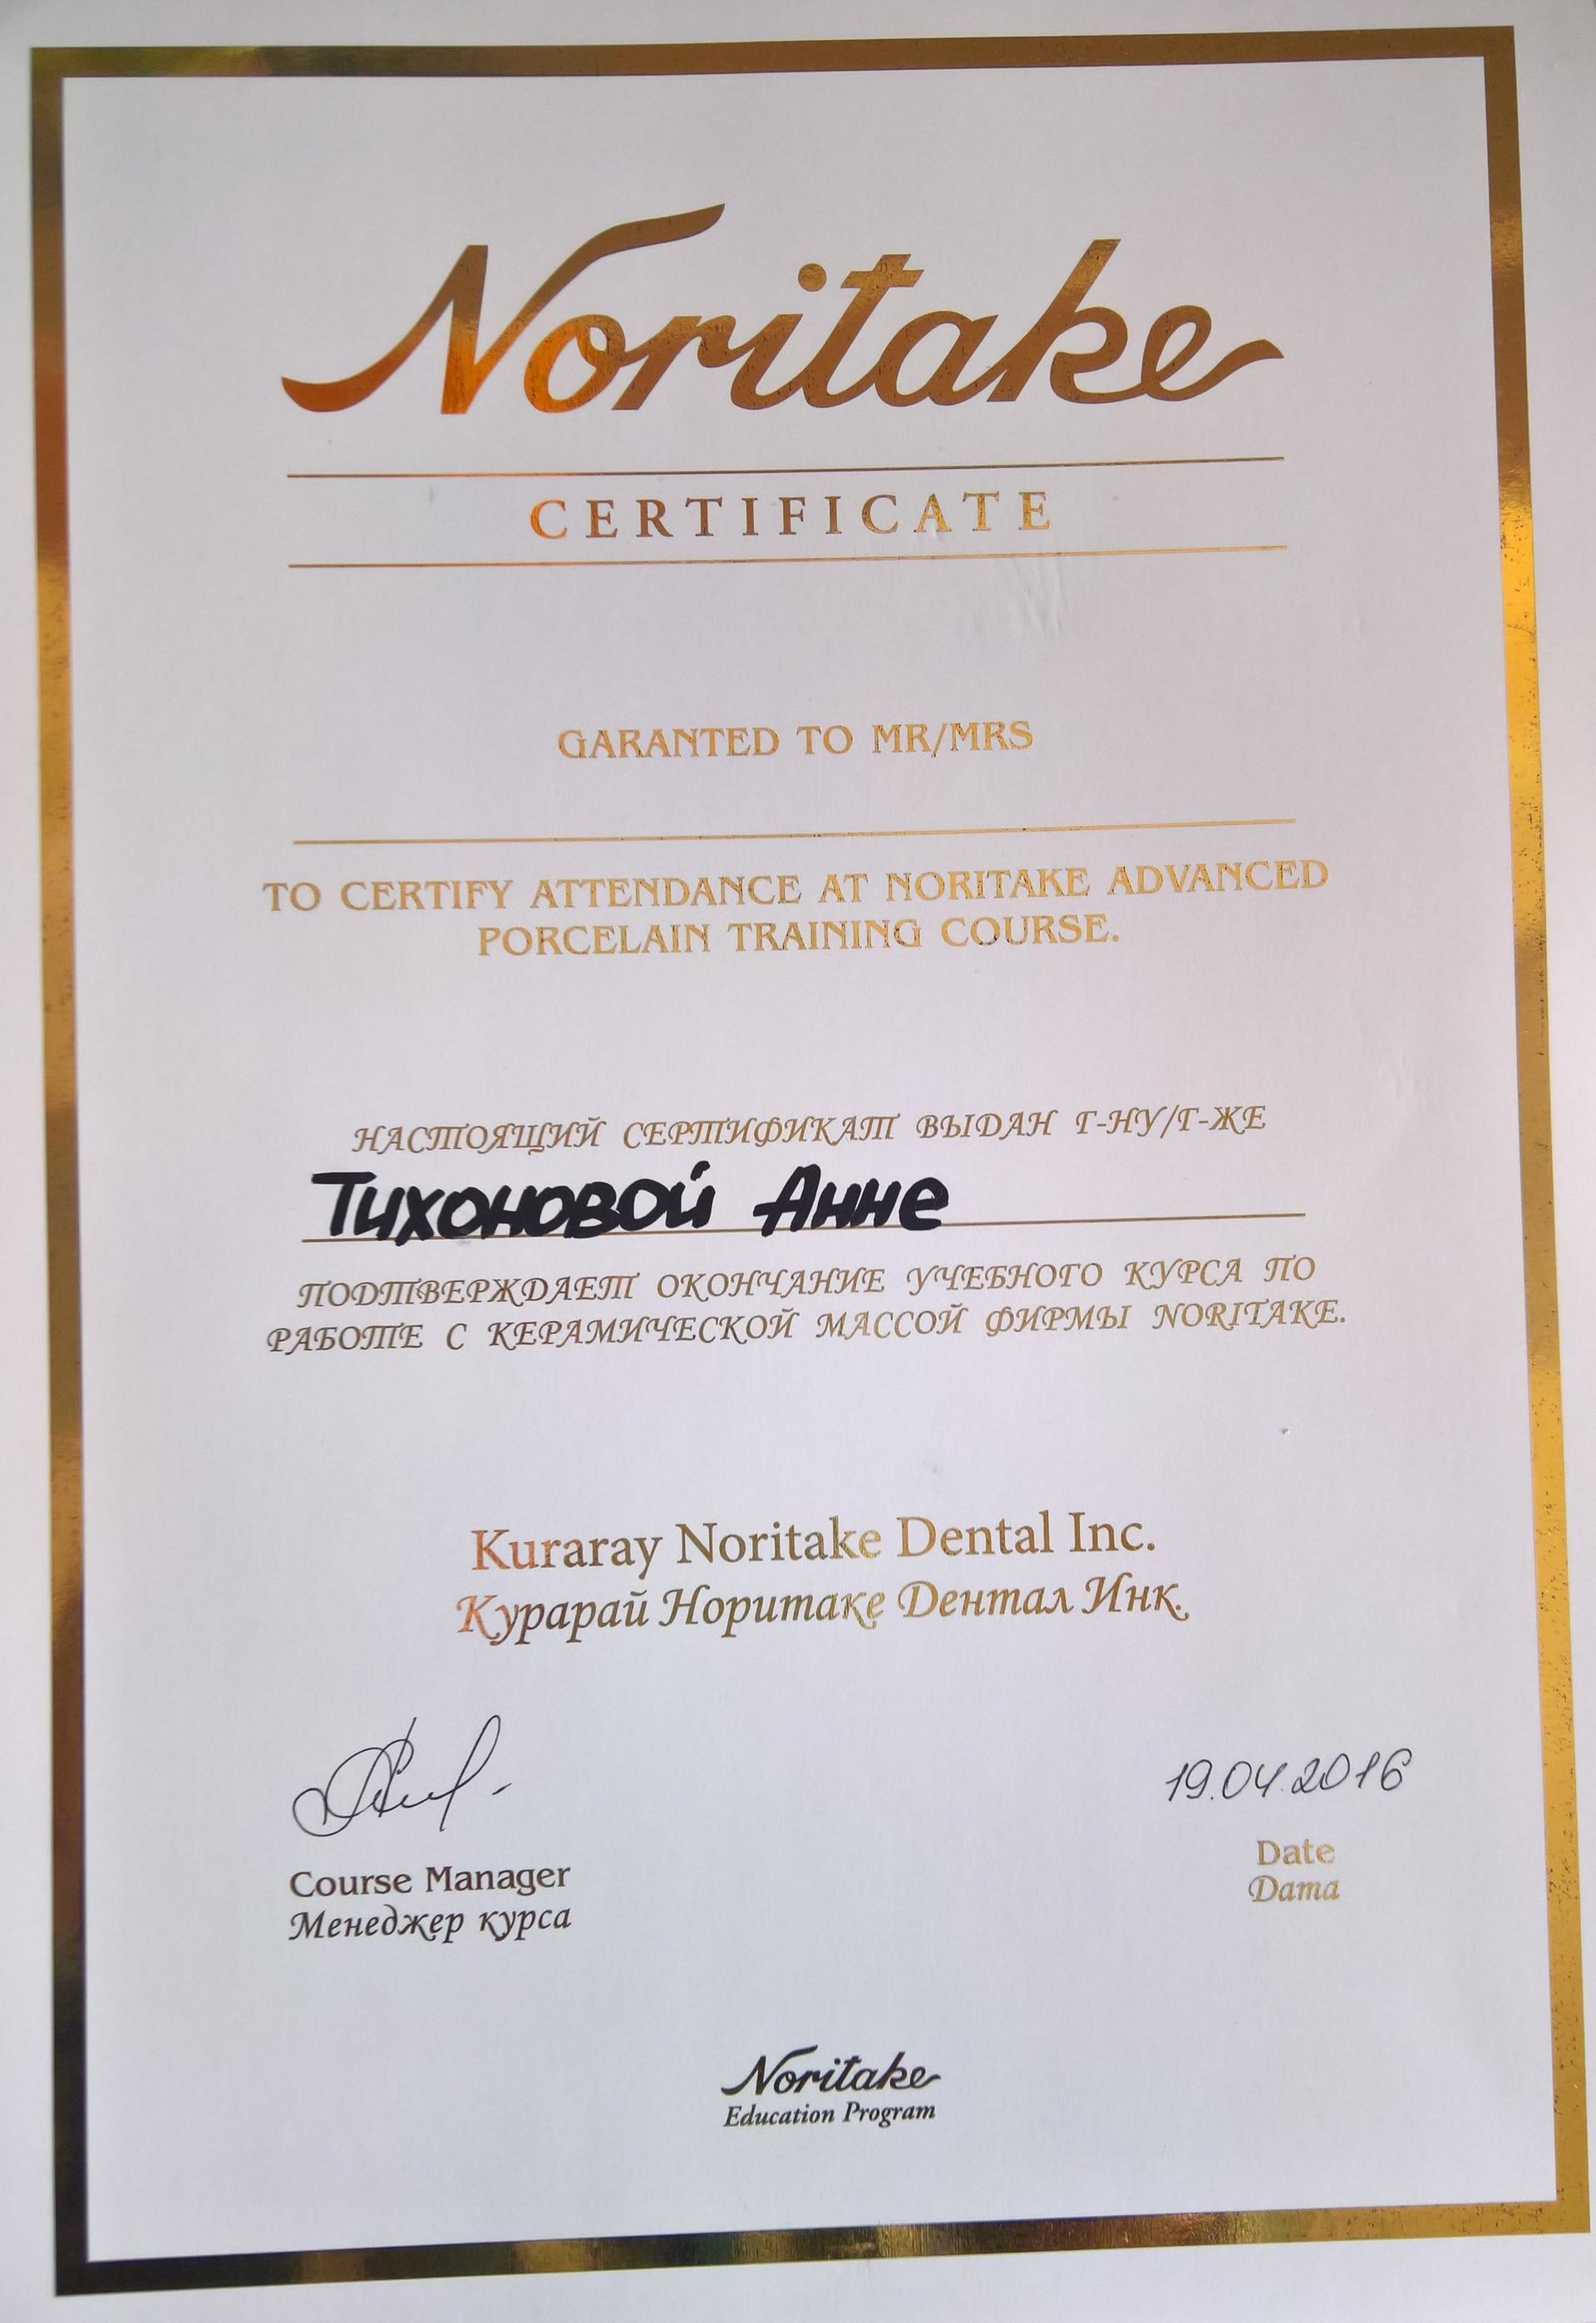 Noritake
CERTIFICATE
GARANTED TO MR/MRS
TO CERTIFY ATTENDANCE AT NORITAKE ADVANCED
PORCELAIN TRAINING COURSE.
НАСТОЯЩИЙ СЕРТИФИКАТ ВЫДАН Г-НУ/Г-ЖЕ
Тихоновой Анне
ПОДТВЕРЖДАЕТ ОКОНЧАНИЕ УЧЕБНОГО КУРСА ПО
РАБОТЕ С КЕРАМИЧЕСКОЙ МАССОЙ ФИРМЫ NORITAKE.
Kuraray Noritake Dental Inc.
Курарай Норитаке Дентал Инк.
19.04.2016
Course Manager
Менеджер курса
Date
Дата
Noritake
Education Program